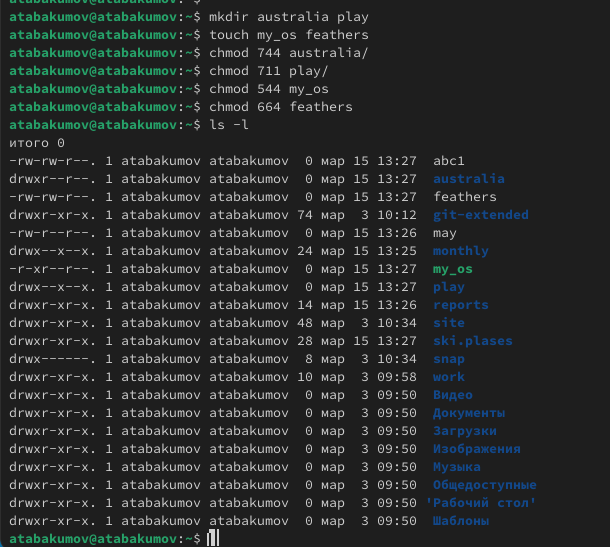 atabakumov@atabakumov:~$ mkdir australia play
atabakumov@atabakumov:~$ touch my_os feathers
atabakumov@atabakumov:~$ chmod 744 australia/
atabakumov@atabakumov:~$ chmod 711 play/
atabakumov@atabakumov:~$ chmod 544 my_os
atabakumov@atabakumov:~$ chmod 664 feathers
atabakumov@atabakumov:~$ ls -l
итого 0
-rw-rw-r--. 1 atabakumov atabakumov  0 мар 15 13:27  abc1
drwxr--r--. 1 atabakumov atabakumov  0 мар 15 13:27  australia
-rw-rw-r--. 1 atabakumov atabakumov  0 мар 15 13:27  feathers
drwxr-xr-x. 1 atabakumov atabakumov 74 мар  3 10:12  git-extended
-rw-r--r--. 1 atabakumov atabakumov  0 мар 15 13:26  may
drwx--x--x. 1 atabakumov atabakumov 24 мар 15 13:25  monthly
-r-xr--r--. 1 atabakumov atabakumov  0 мар 15 13:27  my_os
drwx--x--x. 1 atabakumov atabakumov  0 мар 15 13:27  play
drwxr-xr-x. 1 atabakumov atabakumov 14 мар 15 13:26  reports
drwxr-xr-x. 1 atabakumov atabakumov 48 мар  3 10:34  site
drwxr-xr-x. 1 atabakumov atabakumov 28 мар 15 13:27  ski.plases
drwx------. 1 atabakumov atabakumov  8 мар  3 10:34  snap
drwxr-xr-x. 1 atabakumov atabakumov 10 мар  3 09:58  work
drwxr-xr-x. 1 atabakumov atabakumov  0 мар  3 09:50  Видео
drwxr-xr-x. 1 atabakumov atabakumov  0 мар  3 09:50  Документы
drwxr-xr-x. 1 atabakumov atabakumov  0 мар  3 09:50  Загрузки
drwxr-xr-x. 1 atabakumov atabakumov  0 мар  3 09:50  Изображения
drwxr-xr-x. 1 atabakumov atabakumov  0 мар  3 09:50  Музыка
drwxr-xr-x. 1 atabakumov atabakumov  0 мар  3 09:50  Общедоступные
drwxr-xr-x. 1 atabakumov atabakumov  0 мар  3 09:50 'Рабочий стол'
drwxr-xr-x. 1 atabakumov atabakumov  0 мар  3 09:50  Шаблоны
atabakumov@atabakumov:~$